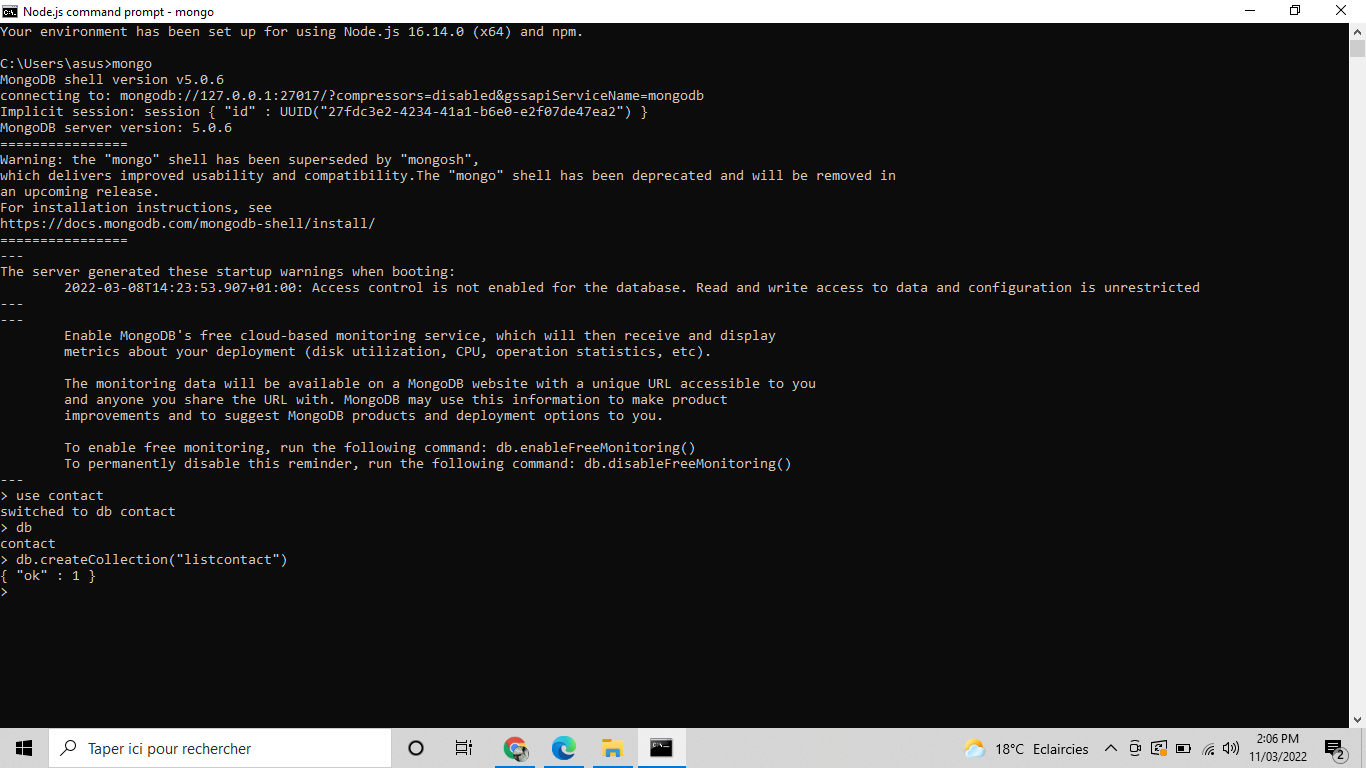 Node.js command prompt - mongo
Your environment has been set up for using Node.js 16.14.0 (x64) and npm.
C:\Users\asus>mongo
MongoDB shell version v5.0.6
connecting to: mongodb://127.0.0.1:27017/?compressors=disabled&gssapiServiceName=mongodb
Implicit session: session { "id" : UUID("27fdc3e2-4234-41a1-b6e0-e2f07de47ea2") }
MongoDB server version: 5.0.6
================
Warning: the "mongo" shell has been superseded by "mongosh",
which delivers improved usability and compatibility.The "mongo" shell has been deprecated and will be removed in
an upcoming release.
For installation instructions, see
https://docs.mongodb.com/mongodb-shell/install/
================
---
The server generated these startup warnings when booting:
2022-03-08T14:23:53.907+01:00: Access control is not enabled for the database. Read and write access to data and configuration is unrestricted
---
---
Enable MongoDB's free cloud-based monitoring service, which will then receive and display
metrics about your deployment (disk utilization, CPU, operation statistics, etc).
The monitoring data will be available on a MongoDB website with a unique URL accessible to you
and anyone you share the URL with. MongoDB may use this information to make product
improvements and to suggest MongoDB products and deployment options to you.
To enable free monitoring, run the following command: db.enableFreeMonitoring()
To permanently disable this reminder, run the following command: db.disableFreeMonitoring()
---
> use contact
switched to db contact
> db
contact
> db.createCollection("listcontact")
{ "ok" : 1 }
>
Taper ici pour rechercher
18°C Eclaircies
2:06 PM
11/03/2022
2